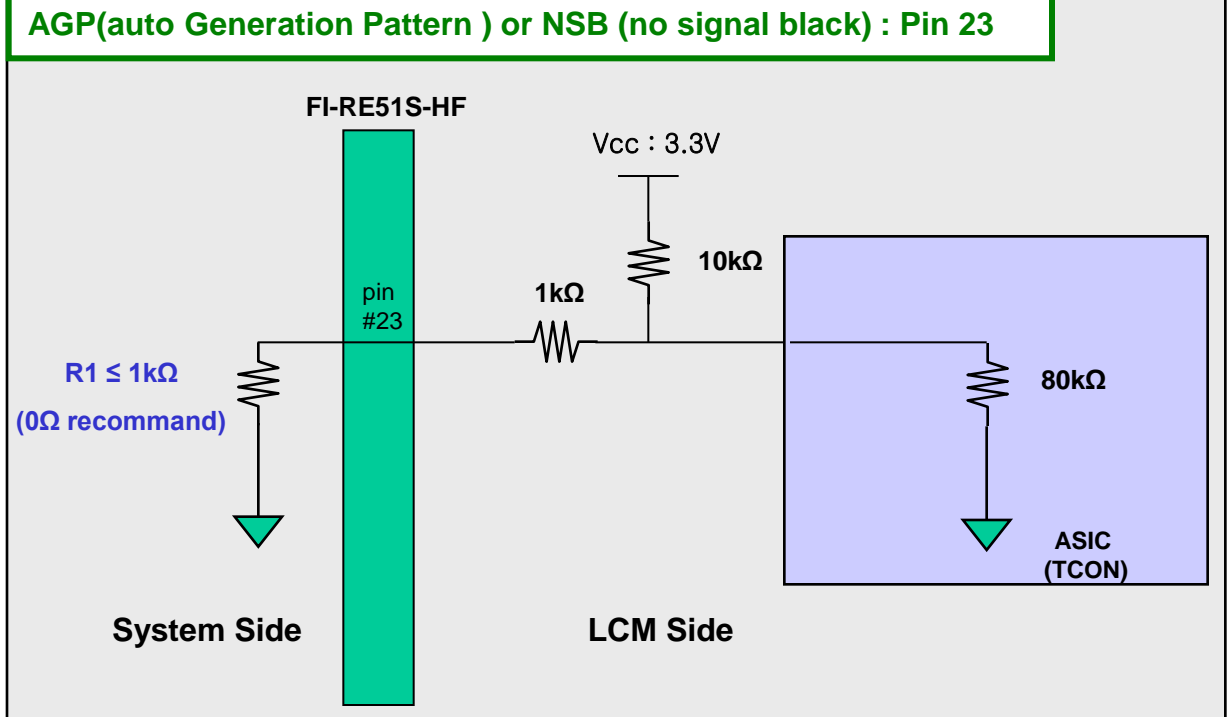 AGP(auto Generation Pattern ) or NSB (no signal black) : Pin 23
FI-RE51S-HF
Vcc : 3.3V
10kΩ
1kΩ
pin
#23
R1 ≤ 1kΩ
(0Ω recommand)
80kΩ
ASIC
(TCON)
System Side
LCM Side